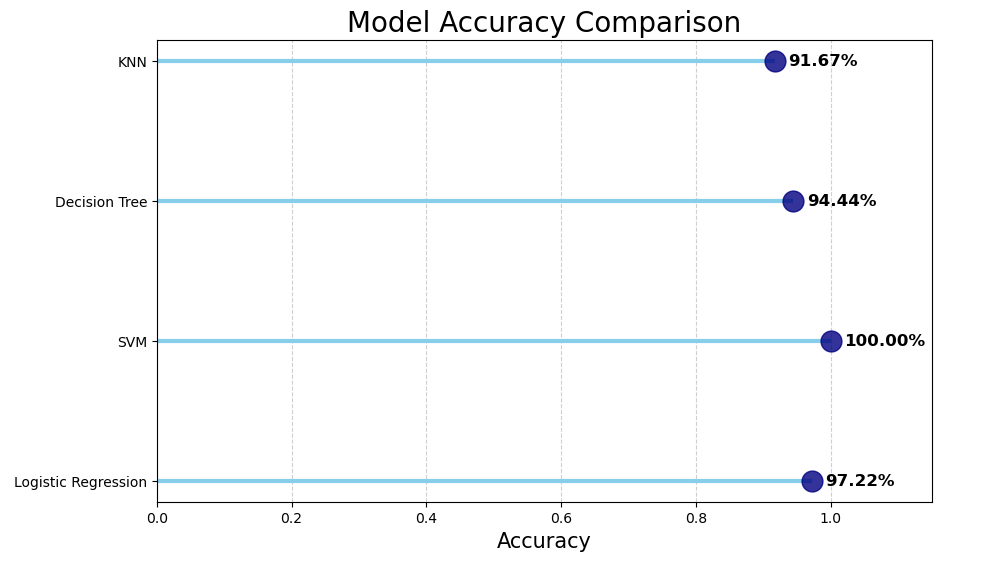 Model Accuracy Comparison
KNN
91.67%
Decision Tree
94.44%
SVM
100.00%
Logistic Regression
97.22%
0.0 0.2 0.4 0.6 0.8 1.0
Accuracy